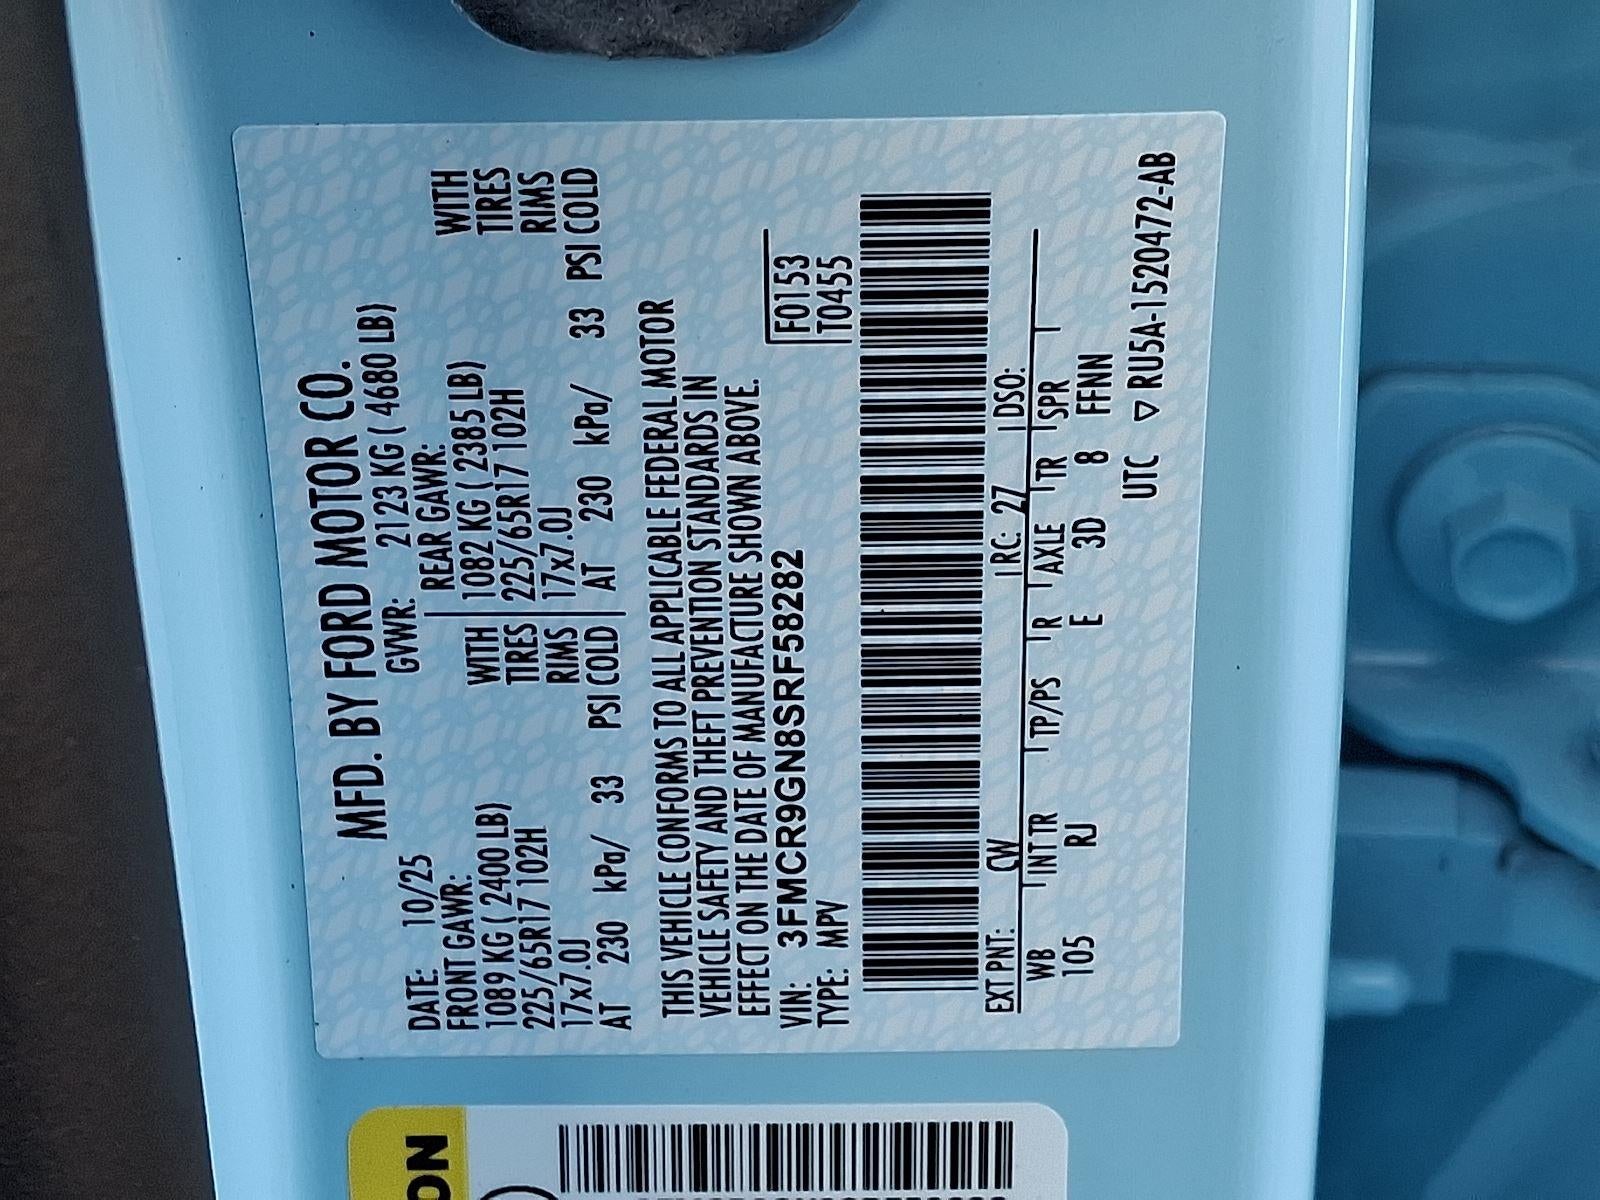 MFD. BY FORD MOTOR CO.
DATE: 10/25 GVWR: 2123 KG ( 4680 LB)
FRONT GAWR: REAR GAWR:
1089 KG ( 2400 LB) WITH 1082 KG ( 2385 LB) WITH
225/65R17 102H TIRES 225/65R17 102H TIRES
17x7.0J RIMS 17x7.0J RIMS
AT 230 kPa/ 33 PSI COLD AT 230 kPa/ 33 PSI COLD
THIS VEHICLE CONFORMS TO ALL APPLICABLE FEDERAL MOTOR
VEHICLE SAFETY AND THEFT PREVENTION STANDARDS IN
EFFECT ON THE DATE OF MANUFACTURE SHOWN ABOVE.
VIN: 3FMCR9GN8SRF58282 F0153
TYPE: MPV T0455
EXT PNT: CW RC: 27 DSO:
WB INT TR TP/PS R AXLE TR SPR
105 RJ E 3D 8 FFNN
UTC ▽ RU5A-1520472-AB
ON